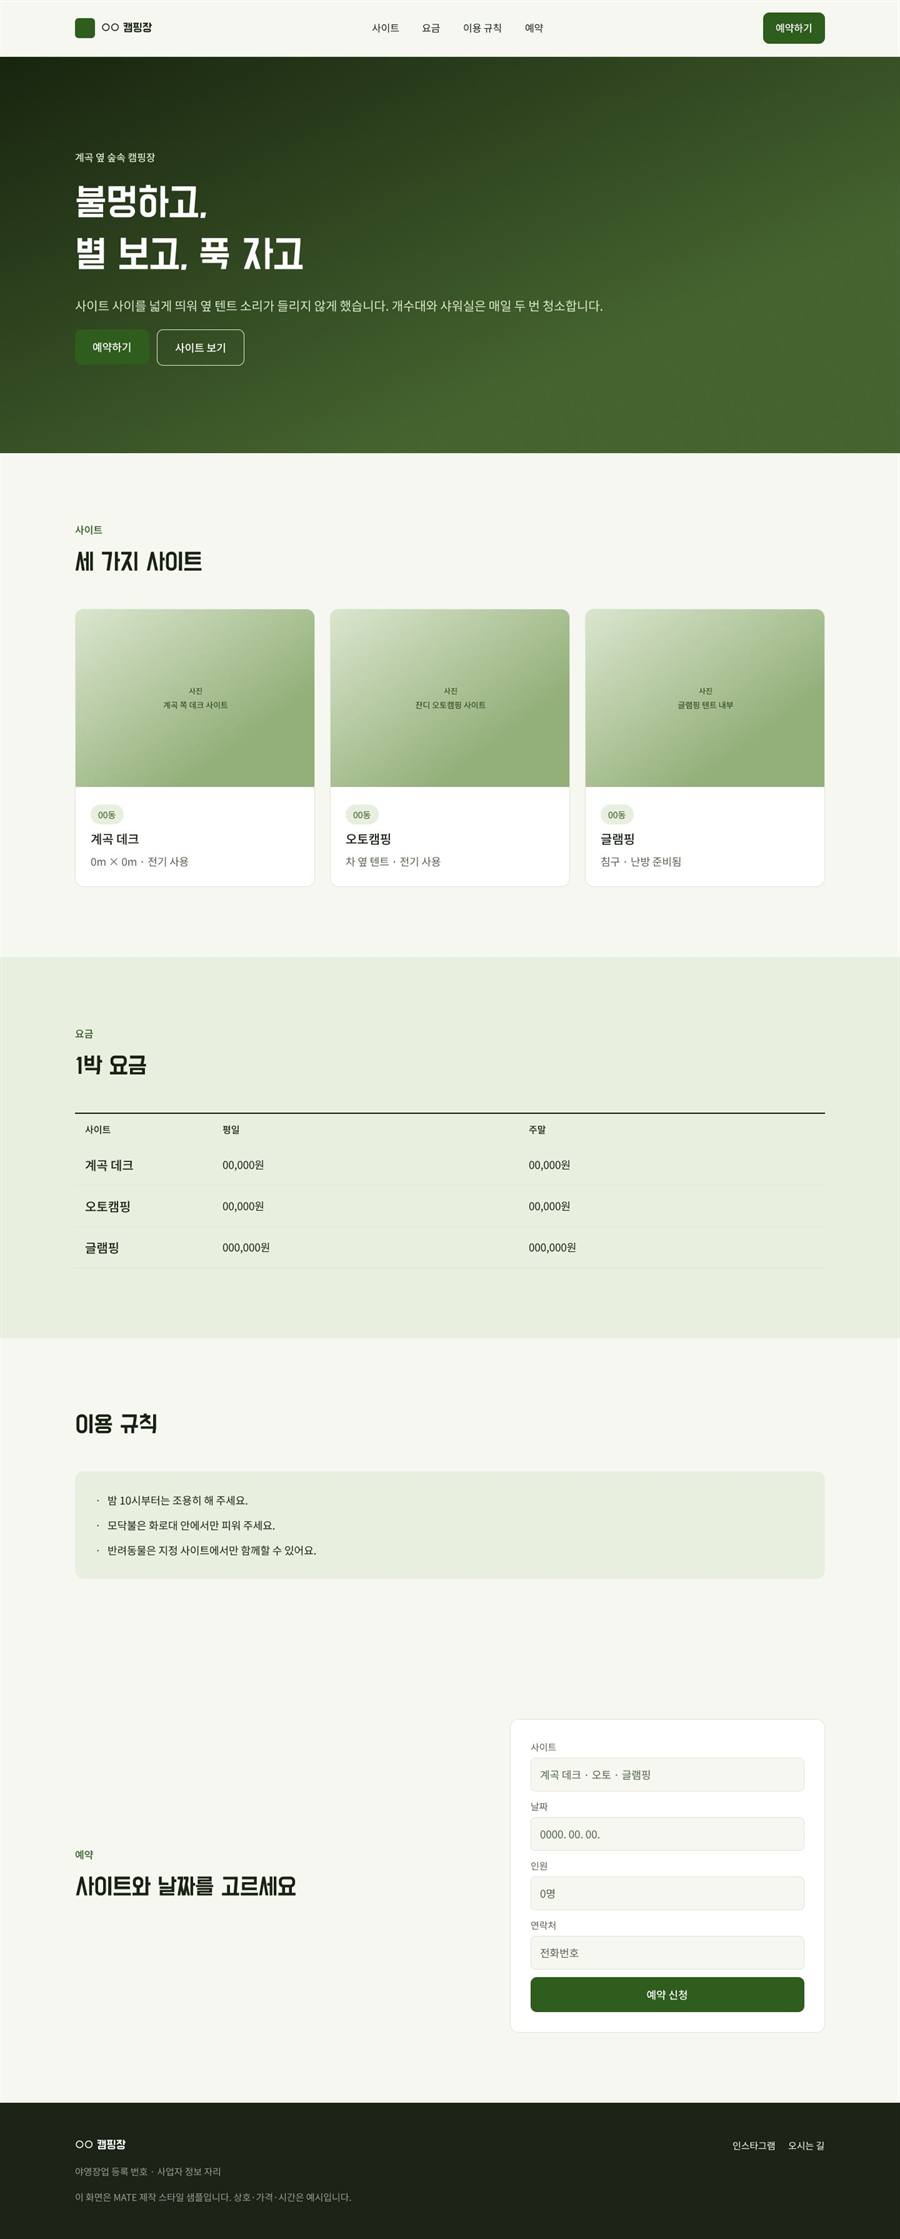 ○○ 캠핑장
사이트 요금 이용 규칙 예약
예약하기
계곡 옆 숲속 캠핑장
불멍하고,
별 보고, 푹 자고
사이트 사이를 넓게 띄워 옆 텐트 소리가 들리지 않게 했습니다. 개수대와 샤워실은 매일 두 번 청소합니다.
예약하기 사이트 보기
사이트
세 가지 사이트
사진
계곡 쪽 데크 사이트
사진
잔디 오토캠핑 사이트
사진
글램핑 텐트 내부
00동
계곡 데크
0m × 0m · 전기 사용
00동
오토캠핑
차 옆 텐트 · 전기 사용
00동
글램핑
침구 · 난방 준비됨
요금
1박 요금
사이트 평일 주말
계곡 데크 00,000원 00,000원
오토캠핑 00,000원 00,000원
글램핑 000,000원 000,000원
이용 규칙
· 밤 10시부터는 조용히 해 주세요.
· 모닥불은 화로대 안에서만 피워 주세요.
· 반려동물은 지정 사이트에서만 함께할 수 있어요.
예약
사이트와 날짜를 고르세요
사이트
계곡 데크 · 오토 · 글램핑
날짜
0000. 00. 00.
인원
0명
연락처
전화번호
예약 신청
○○ 캠핑장
인스타그램 오시는 길
야영장업 등록 번호 · 사업자 정보 자리
이 화면은 MATE 제작 스타일 샘플입니다. 상호·가격·시간은 예시입니다.